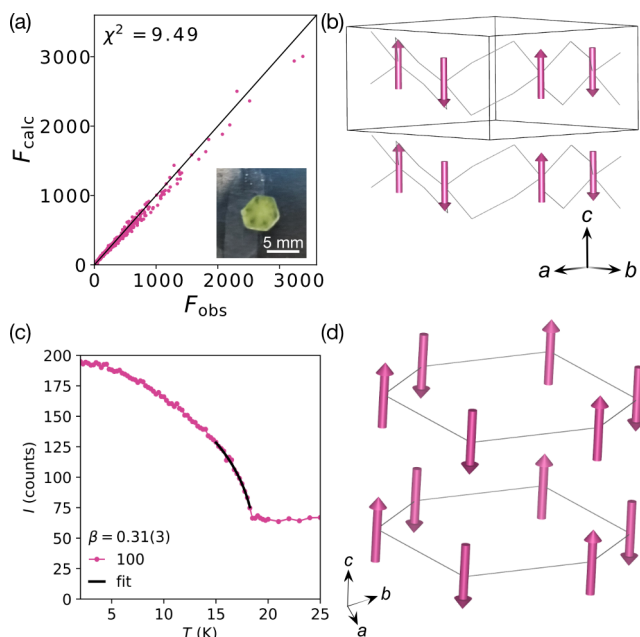 (a)
χ² = 9.49
F_calc
3000
2000
1000
0
0 1000 2000 3000
F_obs
5 mm
(b)
c
a b
(c)
200
175
150
125
100
75
50
25
0
I (counts)
β = 0.31(3)
100
fit
5 10 15 20 25
T (K)
(d)
c
b
a